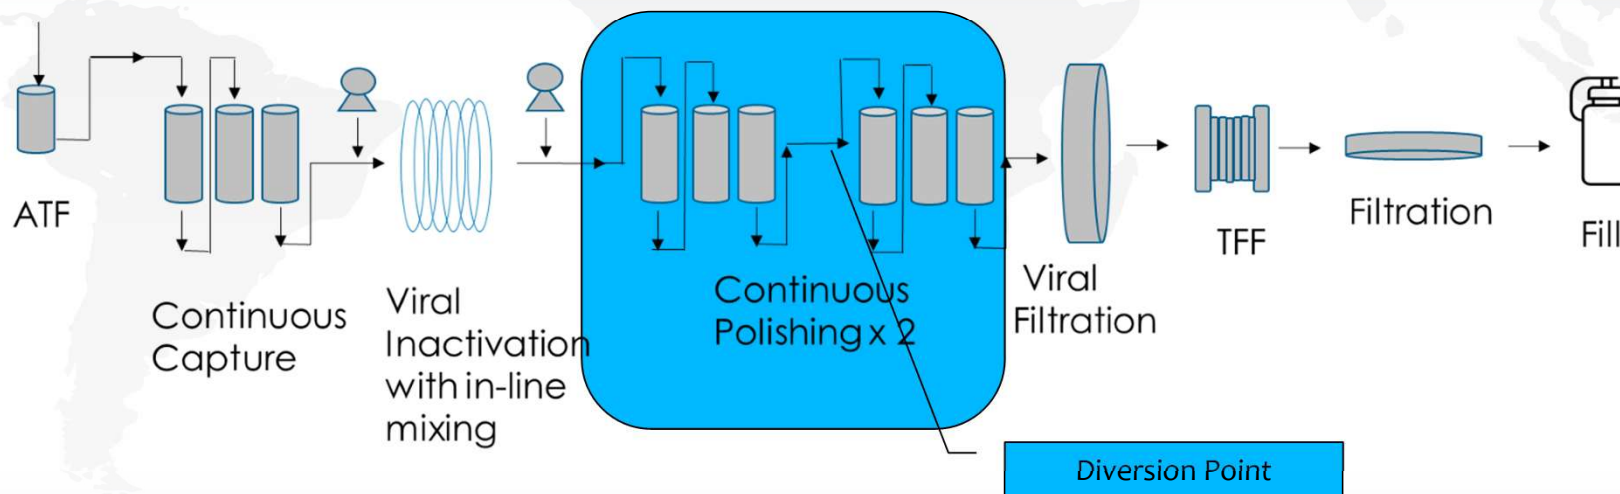 ATF
Continuous
Capture
Viral
Inactivation
with in-line
mixing
Continuous
Polishing x 2
Viral
Filtration
TFF
Filtration
Fill
Diversion Point